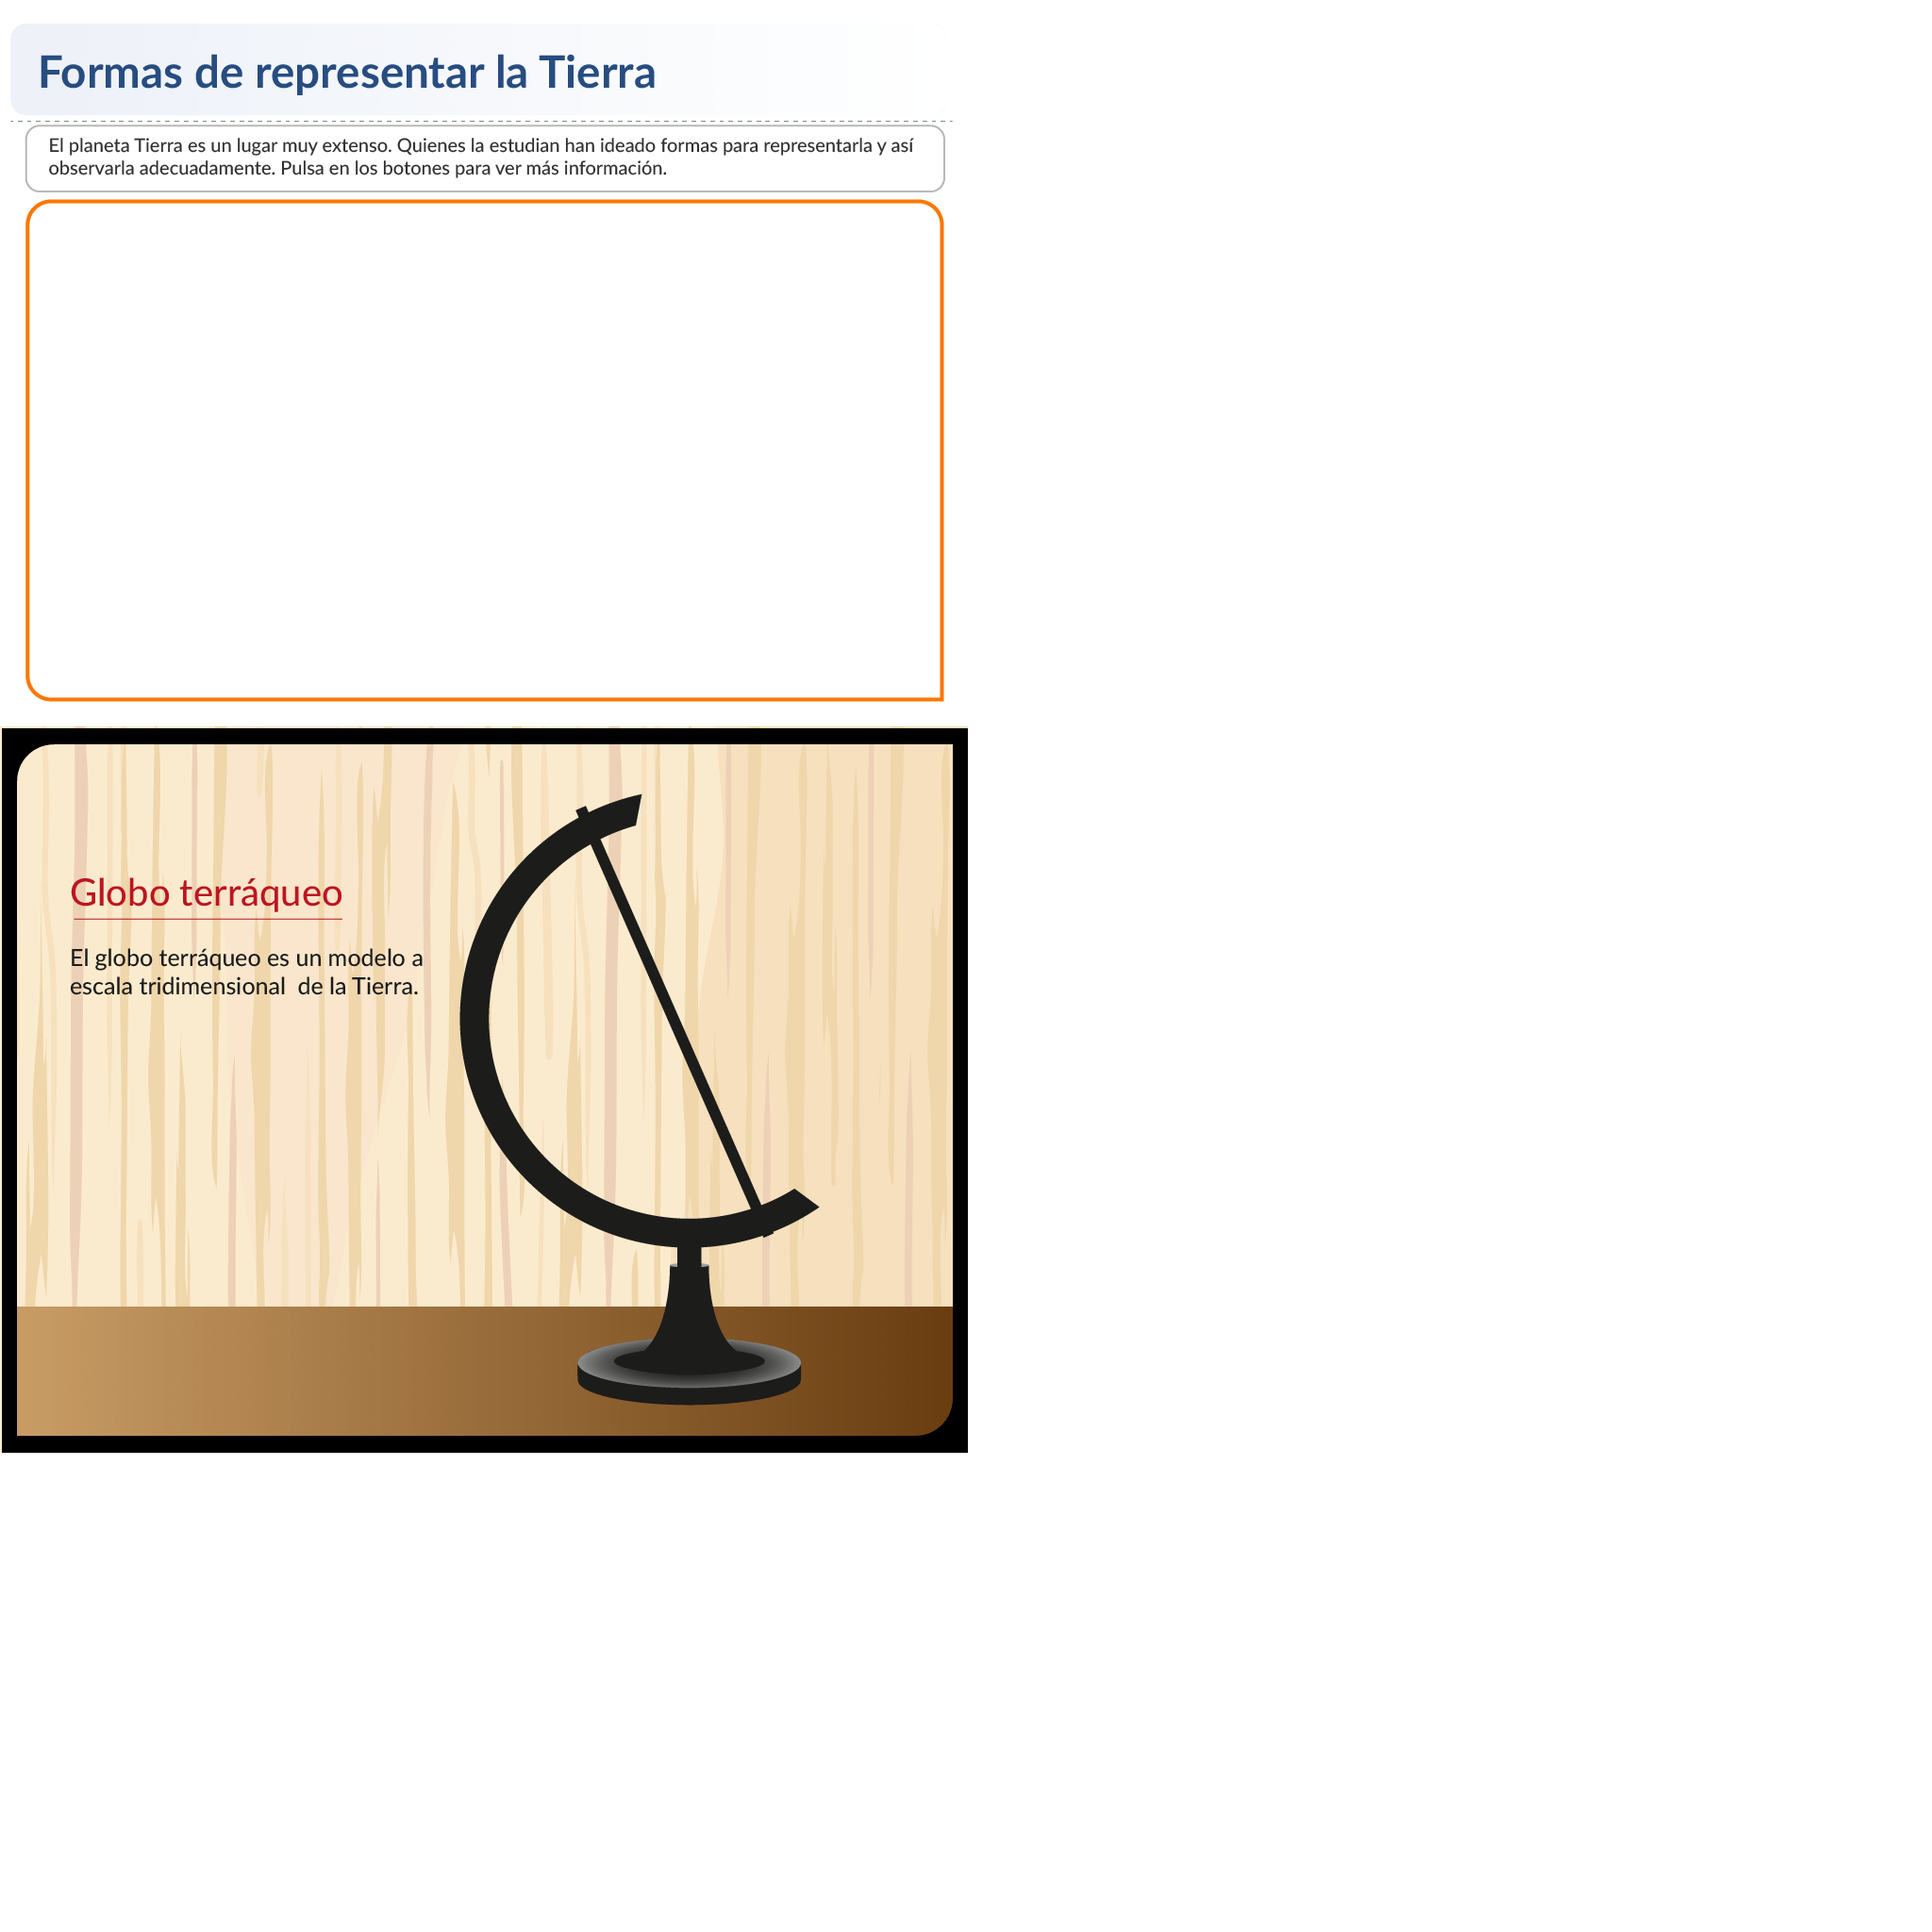 Formas de representar la Tierra
El planeta Tierra es un lugar muy extenso. Quienes la estudian han ideado formas para representarla y así
observarla adecuadamente. Pulsa en los botones para ver más información.
Globo terráqueo
El globo terráqueo es un modelo a
escala tridimensional  de la Tierra.